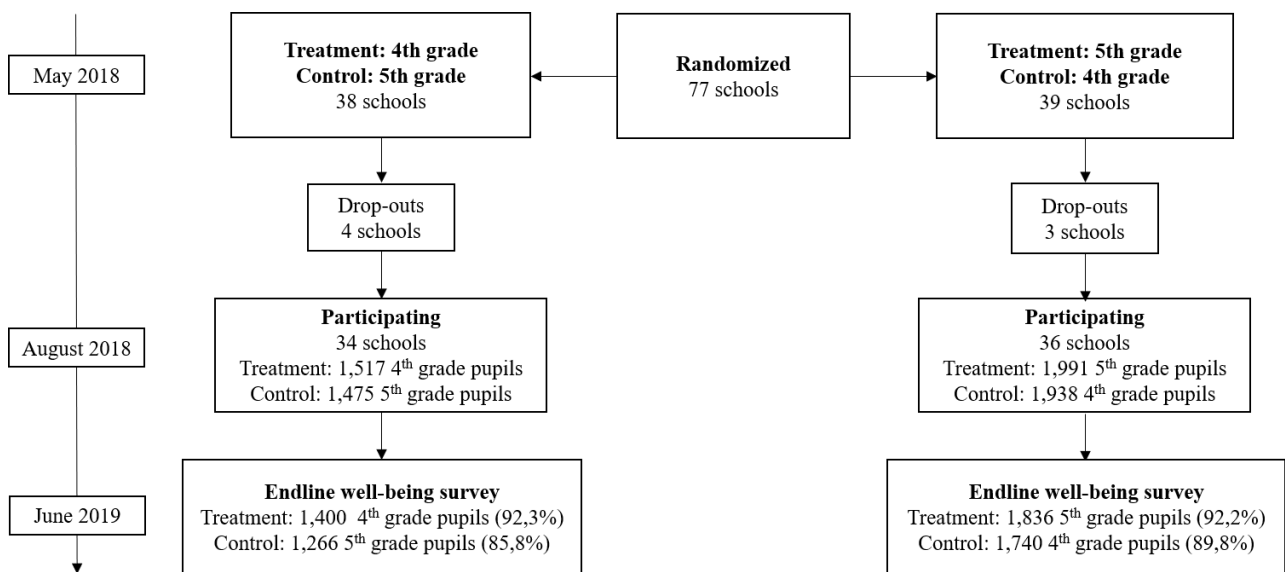 May 2018
Treatment: 4th grade
Control: 5th grade
38 schools
Randomized
77 schools
Treatment: 5th grade
Control: 4th grade
39 schools
Drop-outs
4 schools
Drop-outs
3 schools
August 2018
Participating
34 schools
Treatment: 1,517 4th grade pupils
Control: 1,475 5th grade pupils
Participating
36 schools
Treatment: 1,991 5th grade pupils
Control: 1,938 4th grade pupils
June 2019
Endline well-being survey
Treatment: 1,400 4th grade pupils (92,3%)
Control: 1,266 5th grade pupils (85,8%)
Endline well-being survey
Treatment: 1,836 5th grade pupils (92,2%)
Control: 1,740 4th grade pupils (89,8%)